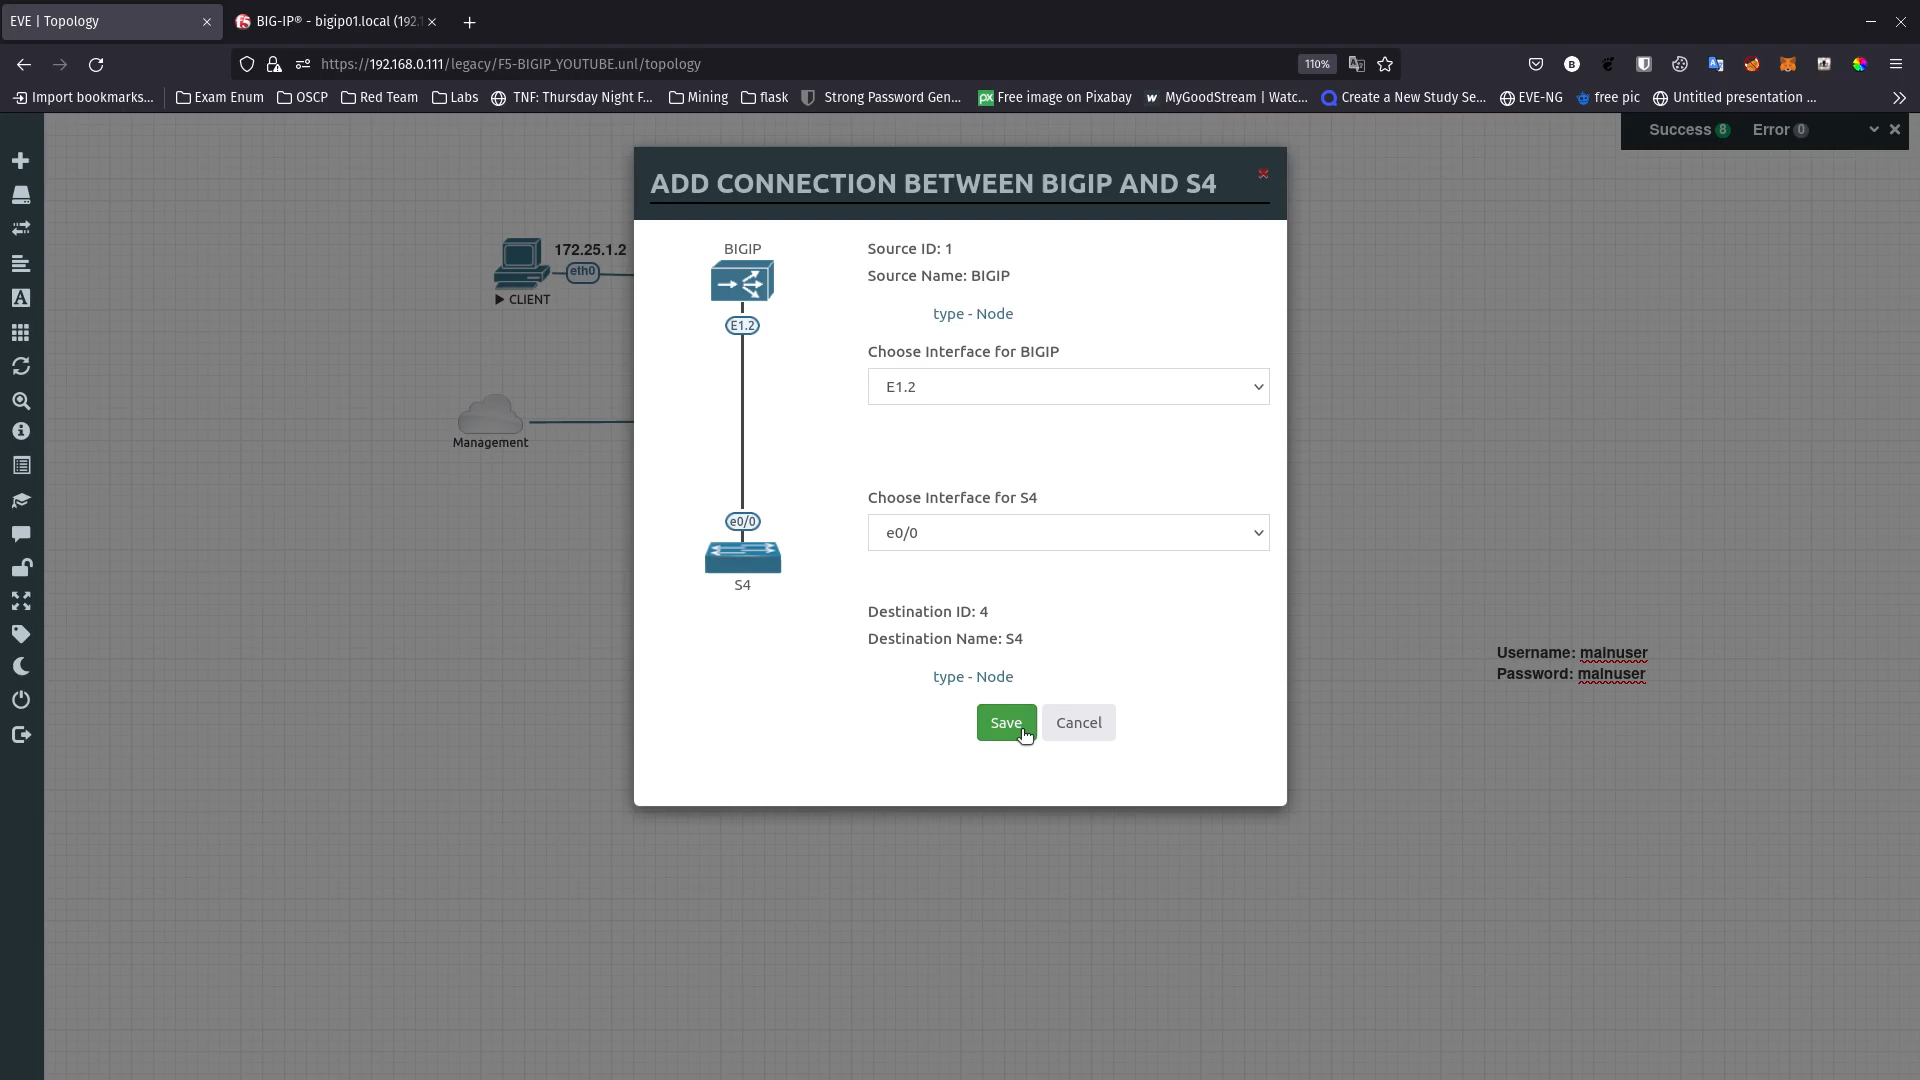 EVE | Topology
BIG-IP® - bigip01.local (192.1
https://192.168.0.111/legacy/F5-BIGIP_YOUTUBE.unl/topology
110%
Import bookmarks...
Exam Enum
OSCP
Red Team
Labs
TNF: Thursday Night F...
Mining
flask
Strong Password Gen...
Free image on Pixabay
MyGoodStream | Watc...
Create a New Study Se...
EVE-NG
free pic
Untitled presentation ...
Success 8
Error 0
ADD CONNECTION BETWEEN BIGIP AND S4
BIGIP
Source ID: 1
Source Name: BIGIP
type - Node
E1.2
Choose Interface for BIGIP
E1.2
Choose Interface for S4
e0/0
e0/0
S4
Destination ID: 4
Destination Name: S4
type - Node
Save
Cancel
172.25.1.2
eth0
CLIENT
Management
Username: mainuser
Password: mainuser